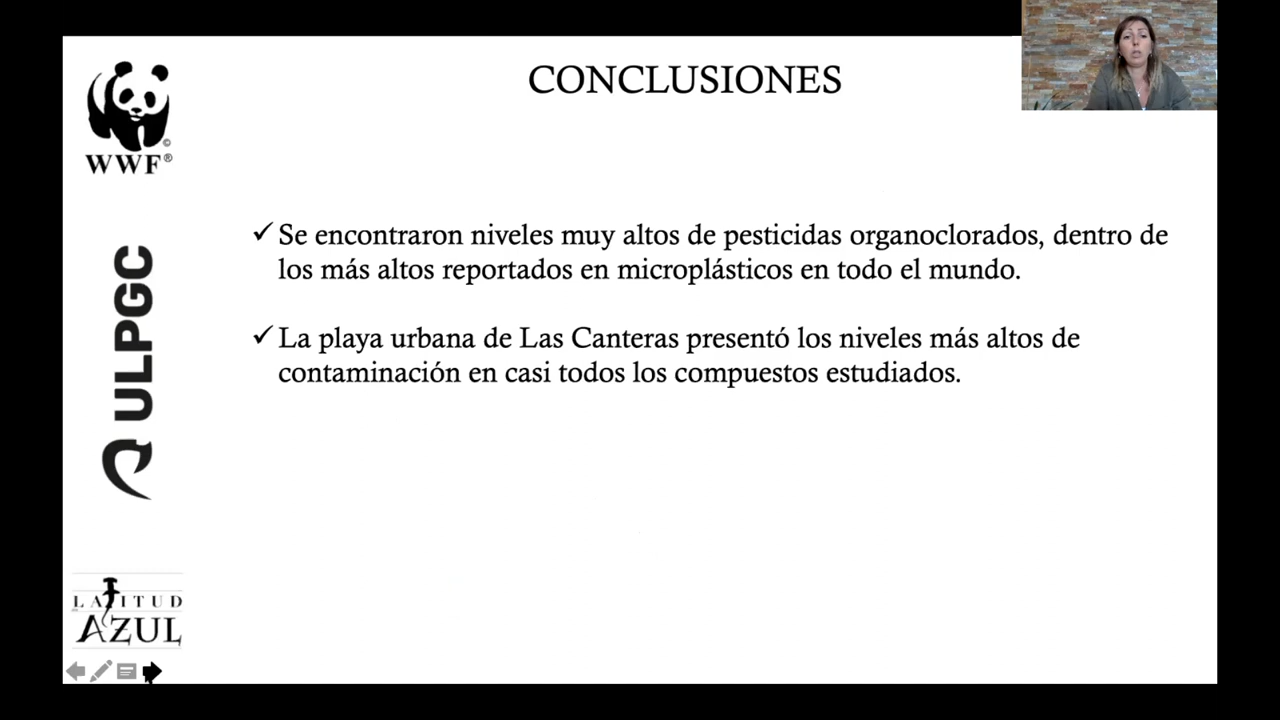 CONCLUSIONES
WWF®
©
✓ Se encontraron niveles muy altos de pesticidas organoclorados, dentro de
los más altos reportados en microplásticos en todo el mundo.
✓ La playa urbana de Las Canteras presentó los niveles más altos de
contaminación en casi todos los compuestos estudiados.
ULPGC
LATITUD
AZUL